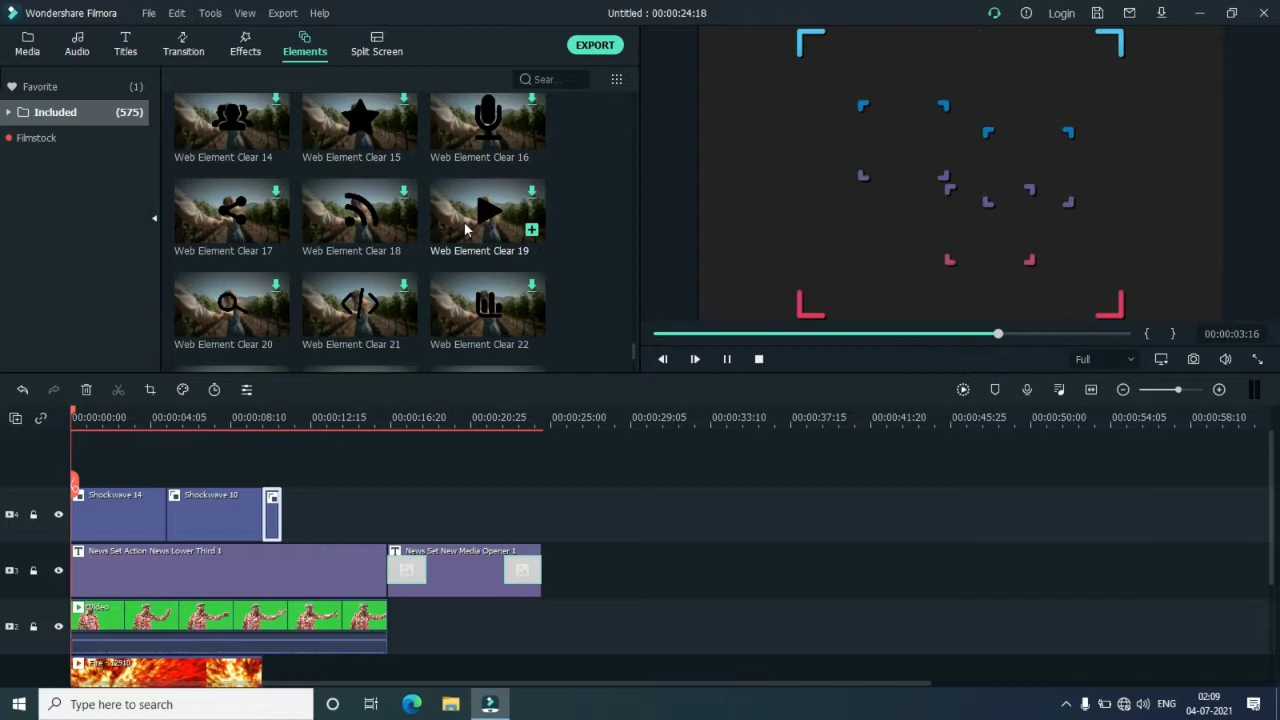 Wondershare Filmora File Edit Tools View Export Help Untitled : 00:00:24:18 Login
Media Audio Titles Transition Effects Elements Split Screen EXPORT
Favorite (1) Sear...
Included (575)
Filmstock
Web Element Clear 14 Web Element Clear 15 Web Element Clear 16
Web Element Clear 17 Web Element Clear 18 Web Element Clear 19
Web Element Clear 20 Web Element Clear 21 Web Element Clear 22
{ } 00:00:03:16
Full
00:00:00:00 00:00:04:05 00:00:08:10 00:00:12:15 00:00:16:20 00:00:20:25 00:00:25:00 00:00:29:05 00:00:33:10 00:00:37:15 00:00:41:20 00:00:45:25 00:00:50:00 00:00:54:05 00:00:58:10
4 Shockwave 14 Shockwave 10
3 News Set Action News Lower Third 1 News Set New Media Opener 1
2 Video
Fire - 12910
Type here to search ENG 02:09
04-07-2021